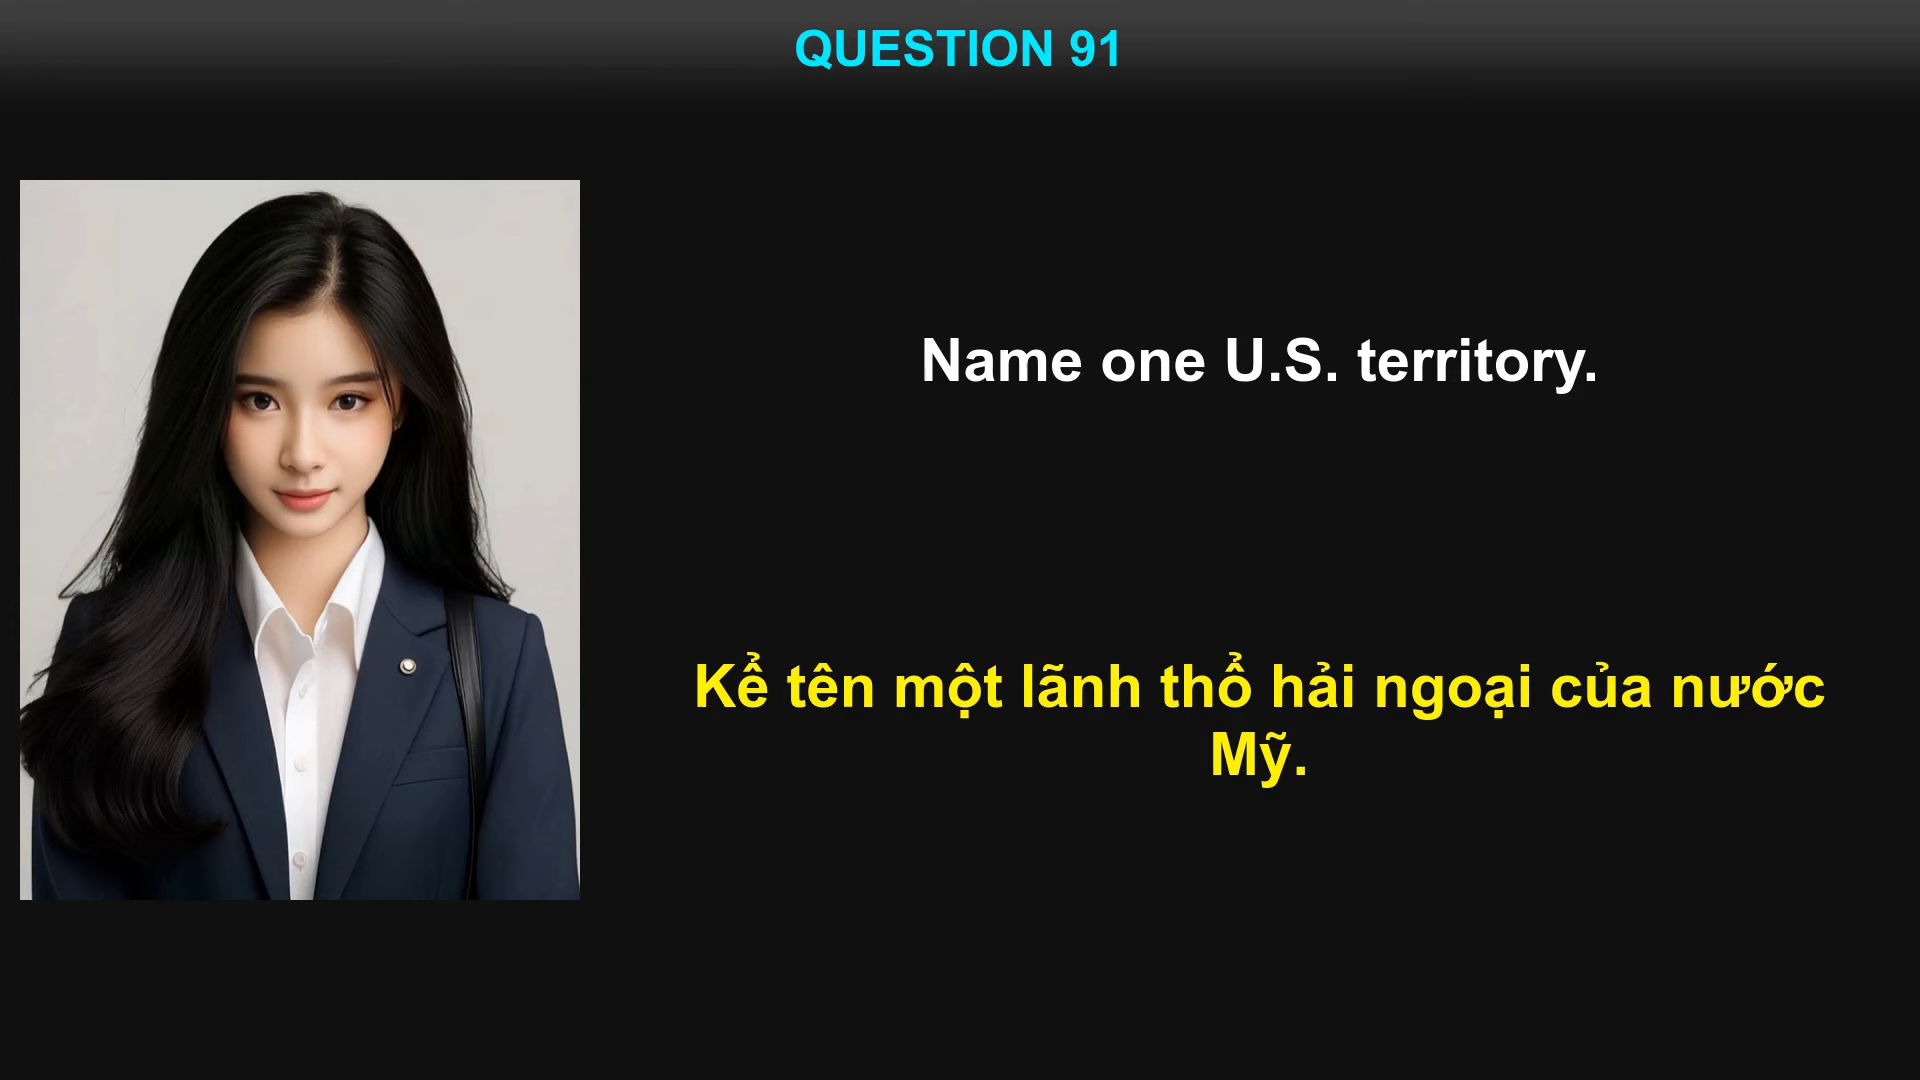 QUESTION 91
Name one U.S. territory.
Kể tên một lãnh thổ hải ngoại của nước
Mỹ.